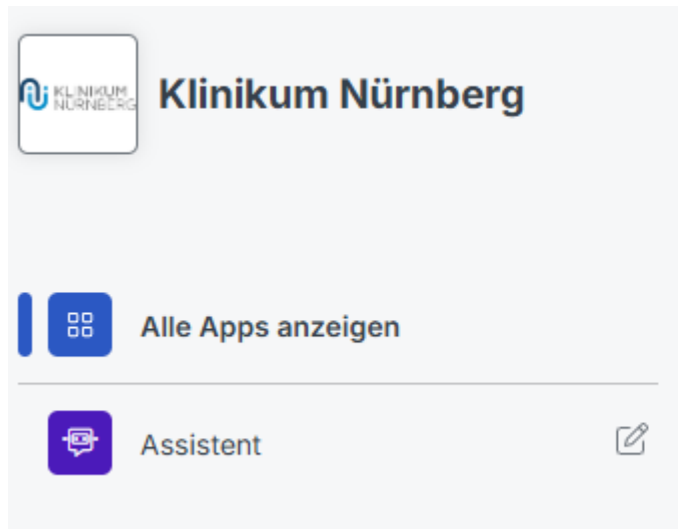 KLINIKUM
NÜRNBERG
Klinikum Nürnberg
Alle Apps anzeigen
Assistent